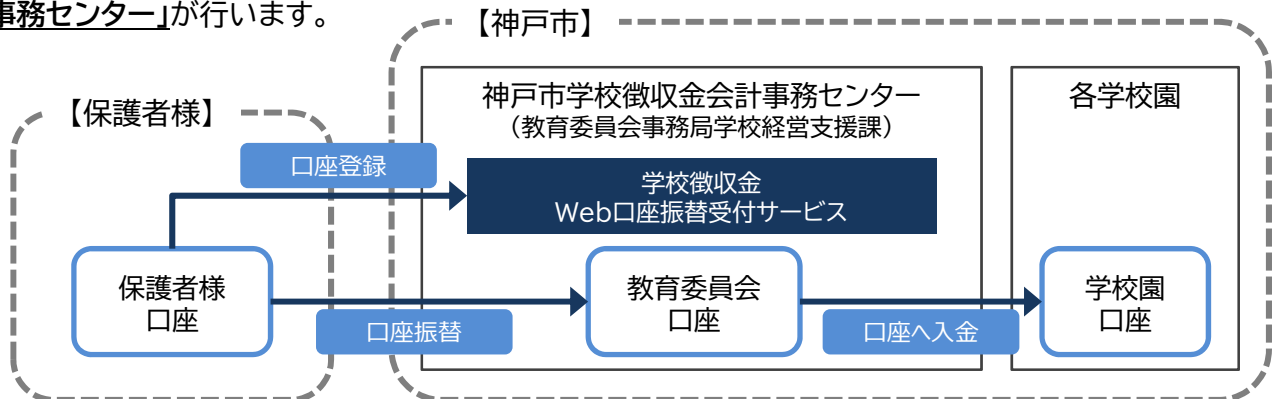 事務センター」が行います。
【神戸市】
【保護者様】
神戸市学校徴収金会計事務センター
（教育委員会事務局学校経営支援課）
各学校園
口座登録
学校徴収金
Web口座振替受付サービス
保護者様
口座
教育委員会
口座
学校園
口座
口座振替
口座へ入金